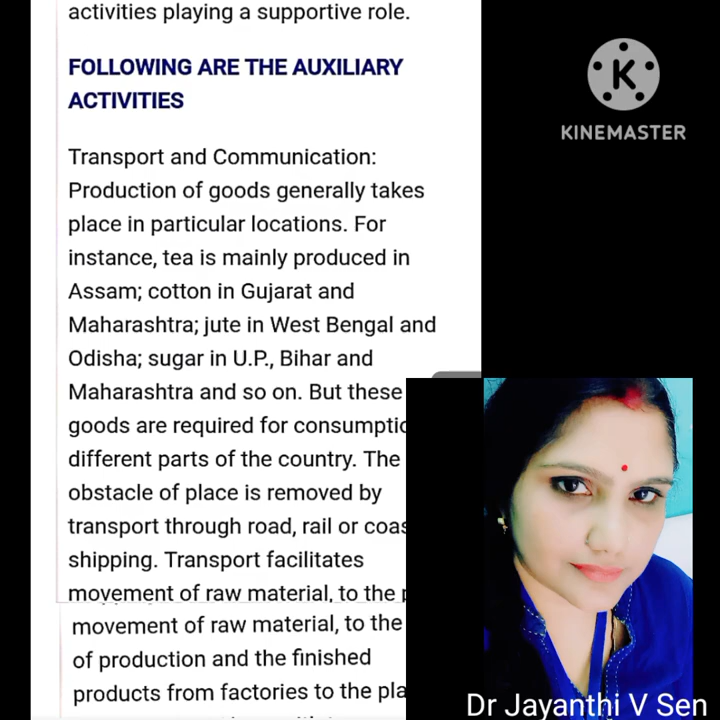 activities playing a supportive role.
FOLLOWING ARE THE AUXILIARY
ACTIVITIES
Transport and Communication:
Production of goods generally takes
place in particular locations. For
instance, tea is mainly produced in
Assam; cotton in Gujarat and
Maharashtra; jute in West Bengal and
Odisha; sugar in U.P., Bihar and
Maharashtra and so on. But these
goods are required for
different parts of the country. The
obstacle of place is removed by
transport through road, rail or
shipping. Transport facilitates
movement of raw material, to the
movement of raw material, to the
of production and the finished
products from factories to the
KINEMASTER
Dr Jayanthi V Sen